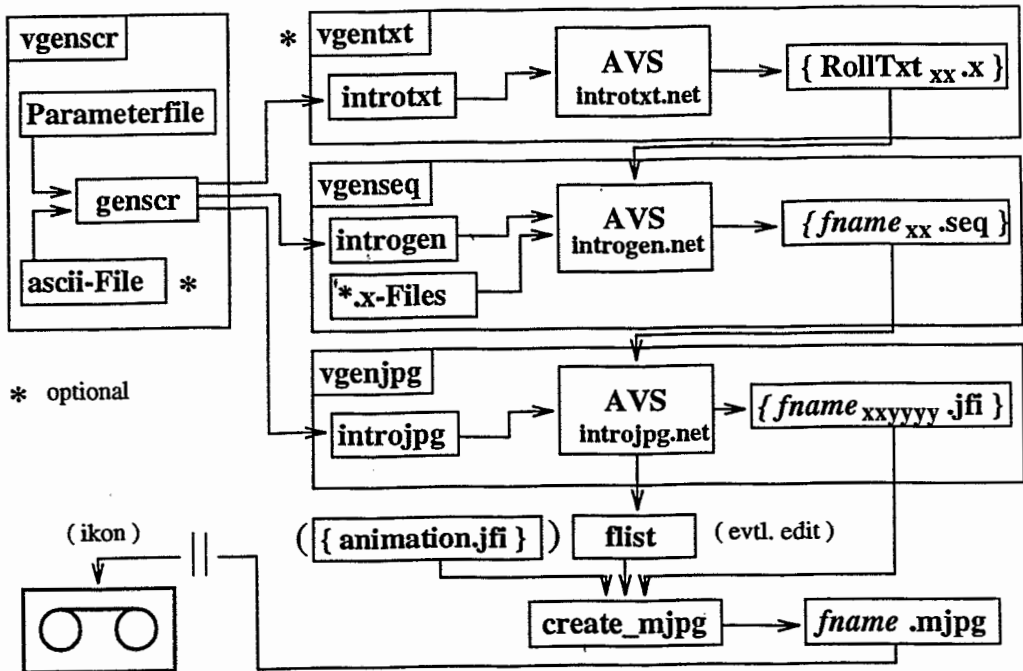 vgenscr
Parameterfile
genscr
ascii-File *
* optional
* vgentxt
introtxt
AVS
introtxt.net
{ RollTxt xx .x }
vgenseq
introgen
*.x-Files
AVS
introgen.net
{ fname xx .seq }
vgenjpg
introjpg
AVS
introjpg.net
{ fname xxyyyy .jfi }
( ikon )
( { animation.jfi } )
flist
( evtl. edit )
create_mjpg
fname .mjpg